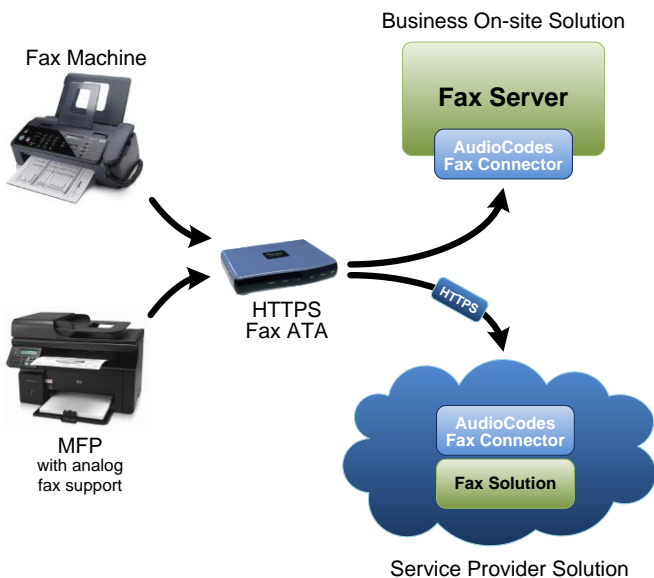 Business On-site Solution
Fax Machine
Fax Server
AudioCodes
Fax Connector
HTTPS
Fax ATA
HTTPS
MFP
with analog
fax support
AudioCodes
Fax Connector
Fax Solution
Service Provider Solution